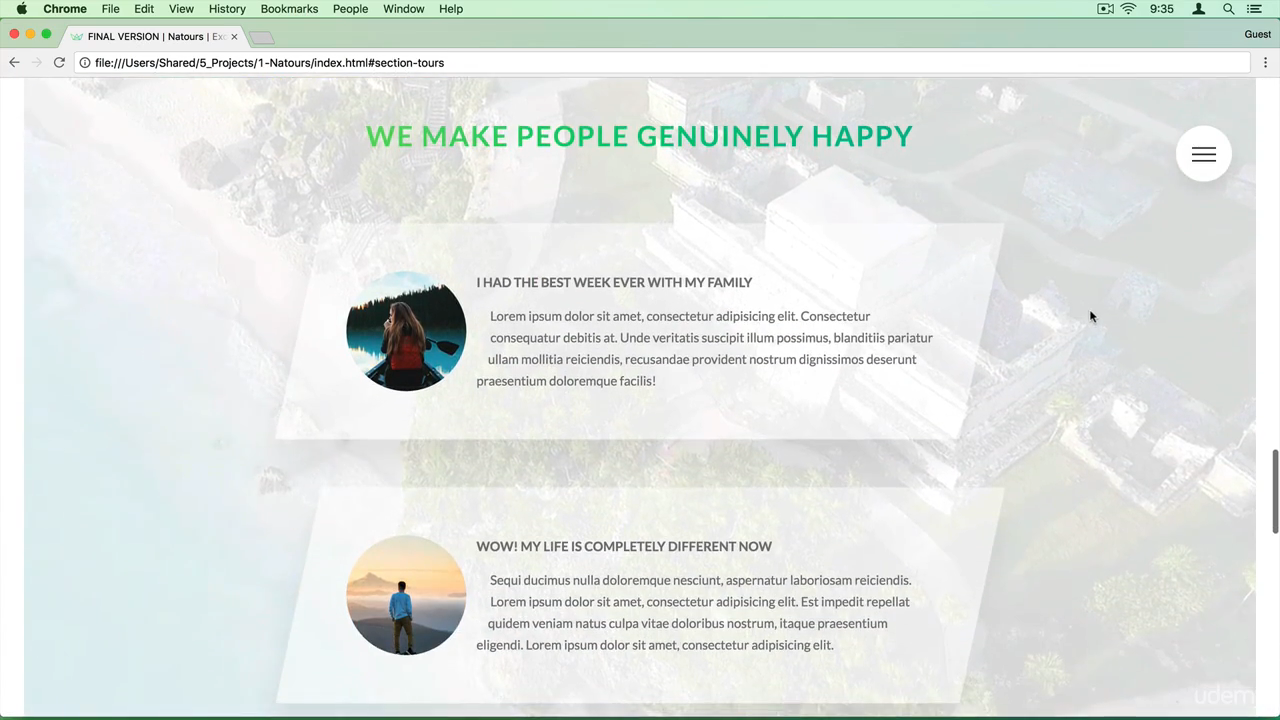 Chrome File Edit View History Bookmarks People Window Help 9:35
FINAL VERSION | Natours | Exc
Guest
file:///Users/Shared/5_Projects/1-Natours/index.html#section-tours
WE MAKE PEOPLE GENUINELY HAPPY
I HAD THE BEST WEEK EVER WITH MY FAMILY
Lorem ipsum dolor sit amet, consectetur adipisicing elit. Consectetur
consequatur debitis at. Unde veritatis suscipit illum possimus, blanditiis pariatur
ullam mollitia reiciendis, recusandae provident nostrum dignissimos deserunt
praesentium doloremque facilis!
WOW! MY LIFE IS COMPLETELY DIFFERENT NOW
Sequi ducimus nulla doloremque nesciunt, aspernatur laboriosam reiciendis.
Lorem ipsum dolor sit amet, consectetur adipisicing elit. Est impedit repellat
quidem veniam natus culpa vitae doloribus nostrum, itaque praesentium
eligendi. Lorem ipsum dolor sit amet, consectetur adipisicing elit.
udemy